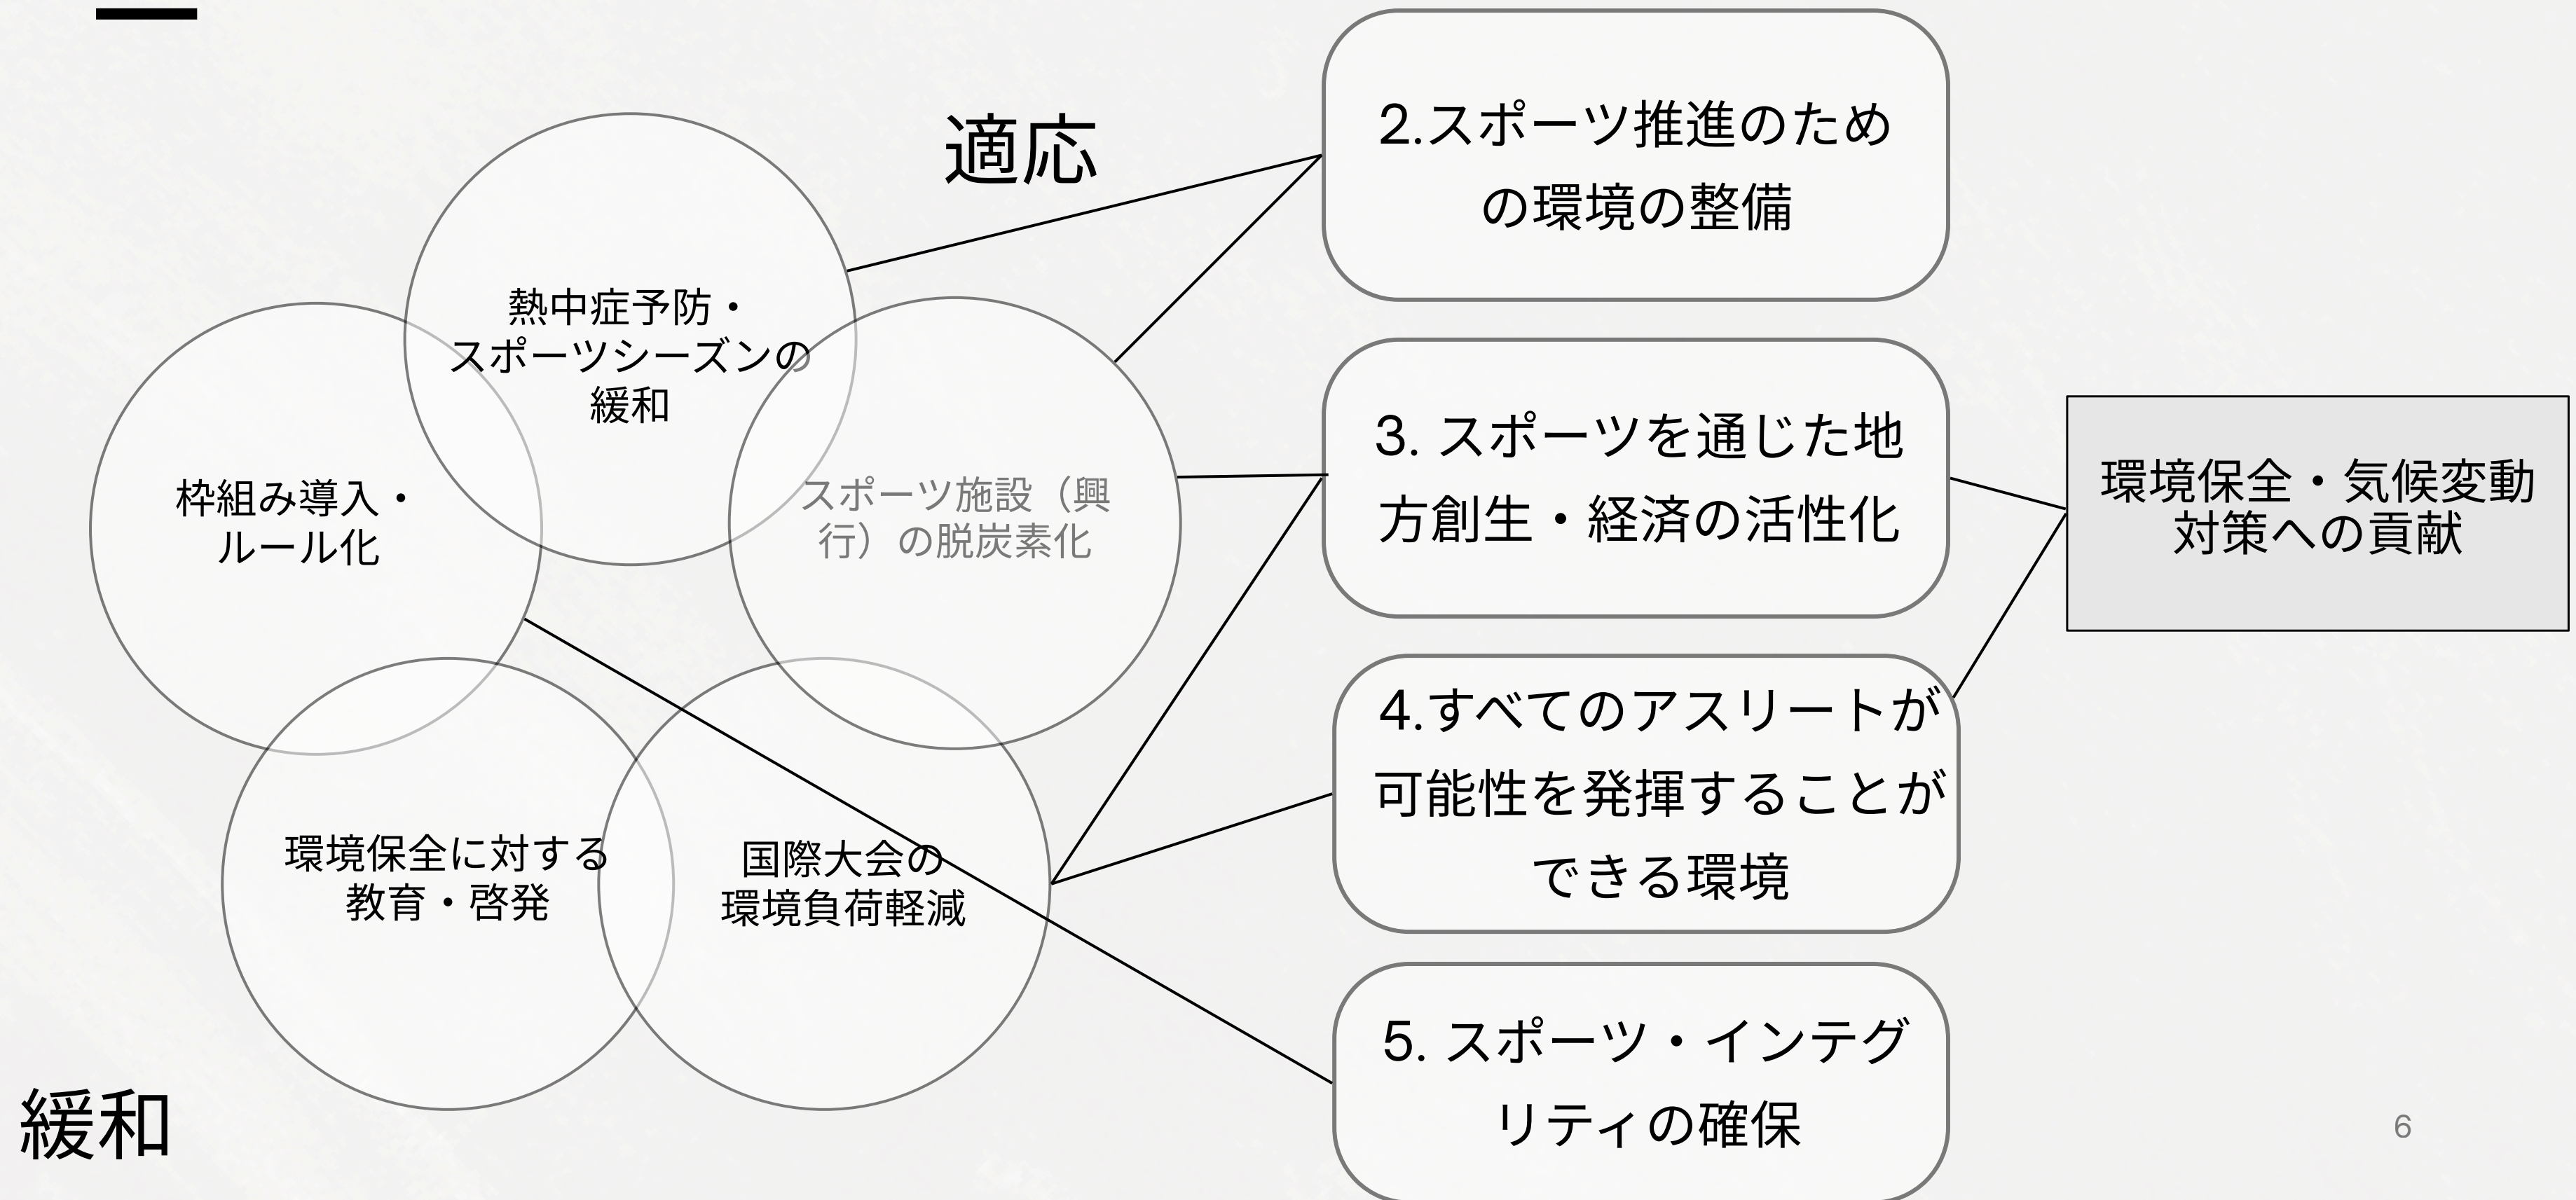 適応
熱中症予防・
スポーツシーズンの
緩和
枠組み導入・
ルール化
スポーツ施設（興
行）の脱炭素化
環境保全に対する
教育・啓発
国際大会の
環境負荷軽減
緩和
2.スポーツ推進のため
の環境の整備
3. スポーツを通じた地
方創生・経済の活性化
4.すべてのアスリートが
可能性を発揮することが
できる環境
5. スポーツ・インテグ
リティの確保
環境保全・気候変動
対策への貢献
6